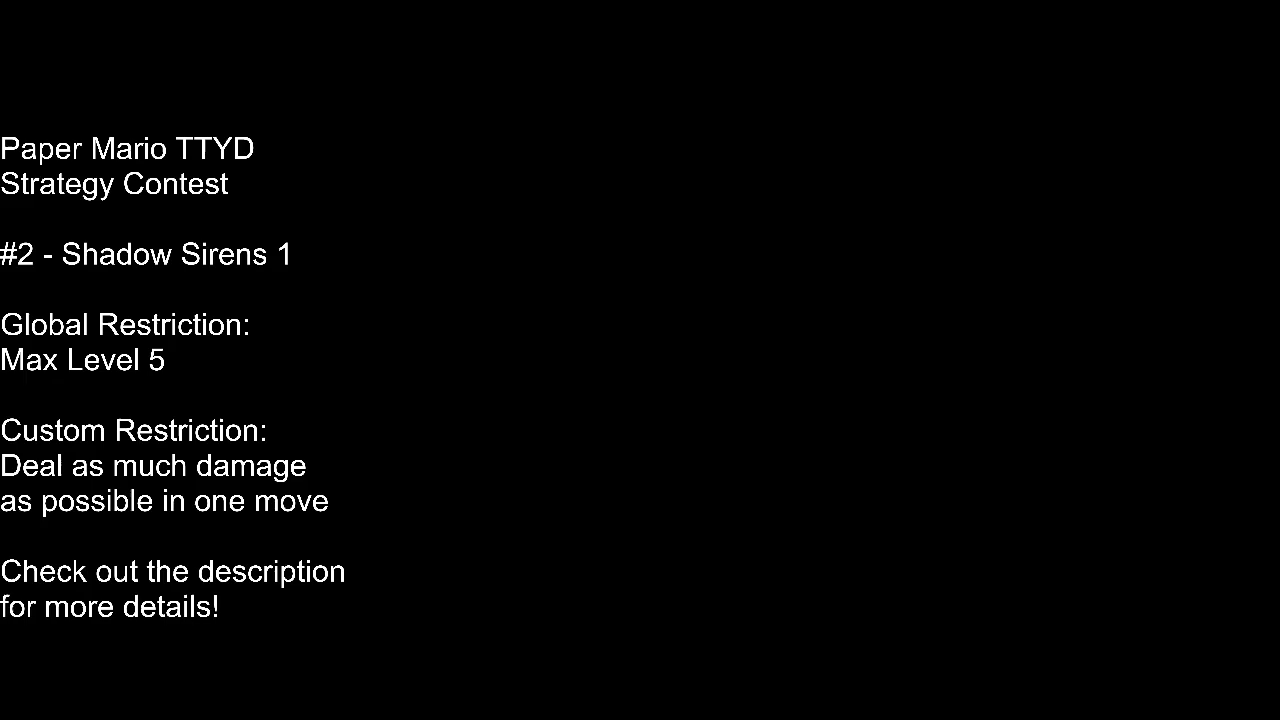 Paper Mario TTYD
Strategy Contest
#2 - Shadow Sirens 1
Global Restriction:
Max Level 5
Custom Restriction:
Deal as much damage
as possible in one move
Check out the description
for more details!